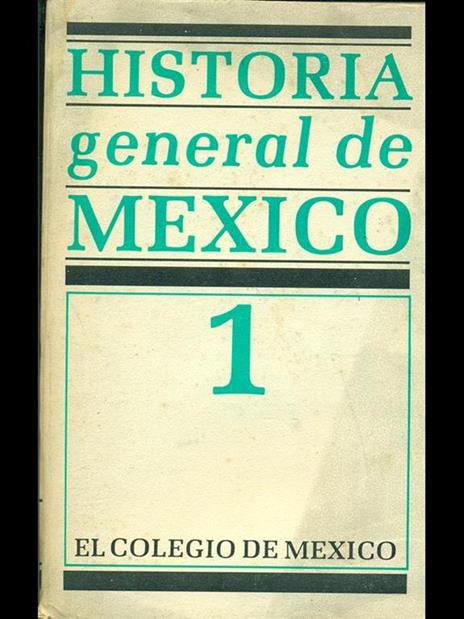 HISTORIA
general de
MEXICO
1
EL COLEGIO DE MEXICO